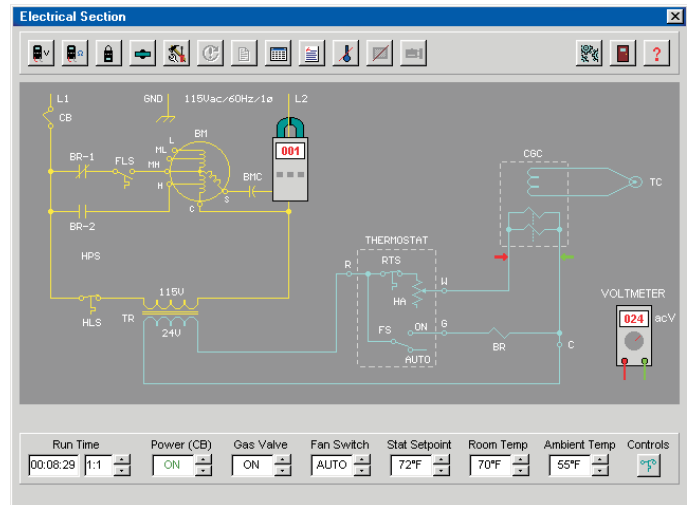 Electrical Section
V Ω ?
L1 GND 115Vac/60Hz/1ø L2
CB
L
BM
ML
001
BR-1
FLS
MH
BMC
H
S
C
BR-2
CGC
TC
HPS
THERMOSTAT
R RTS W
HA
115V
VOLTMETER
024 acV
HLS TR
24V
FS ON G
BR C
AUTO
Run Time Power (CB) Gas Valve Fan Switch Stat Setpoint Room Temp Ambient Temp Controls
00:08:29 1:1 ON ON AUTO 72°F 70°F 55°F